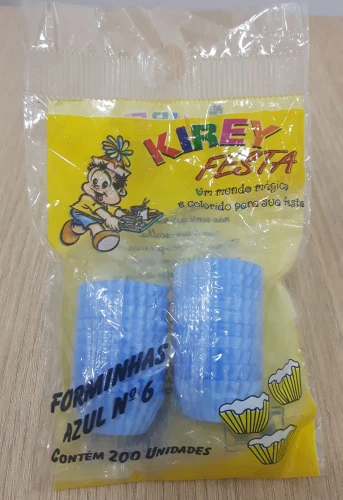 KIREY
FESTA
Um mundo mágico
e colorido para sua festa
FORMINHAS
AZUL Nº 6
CONTÉM 200 UNIDADES